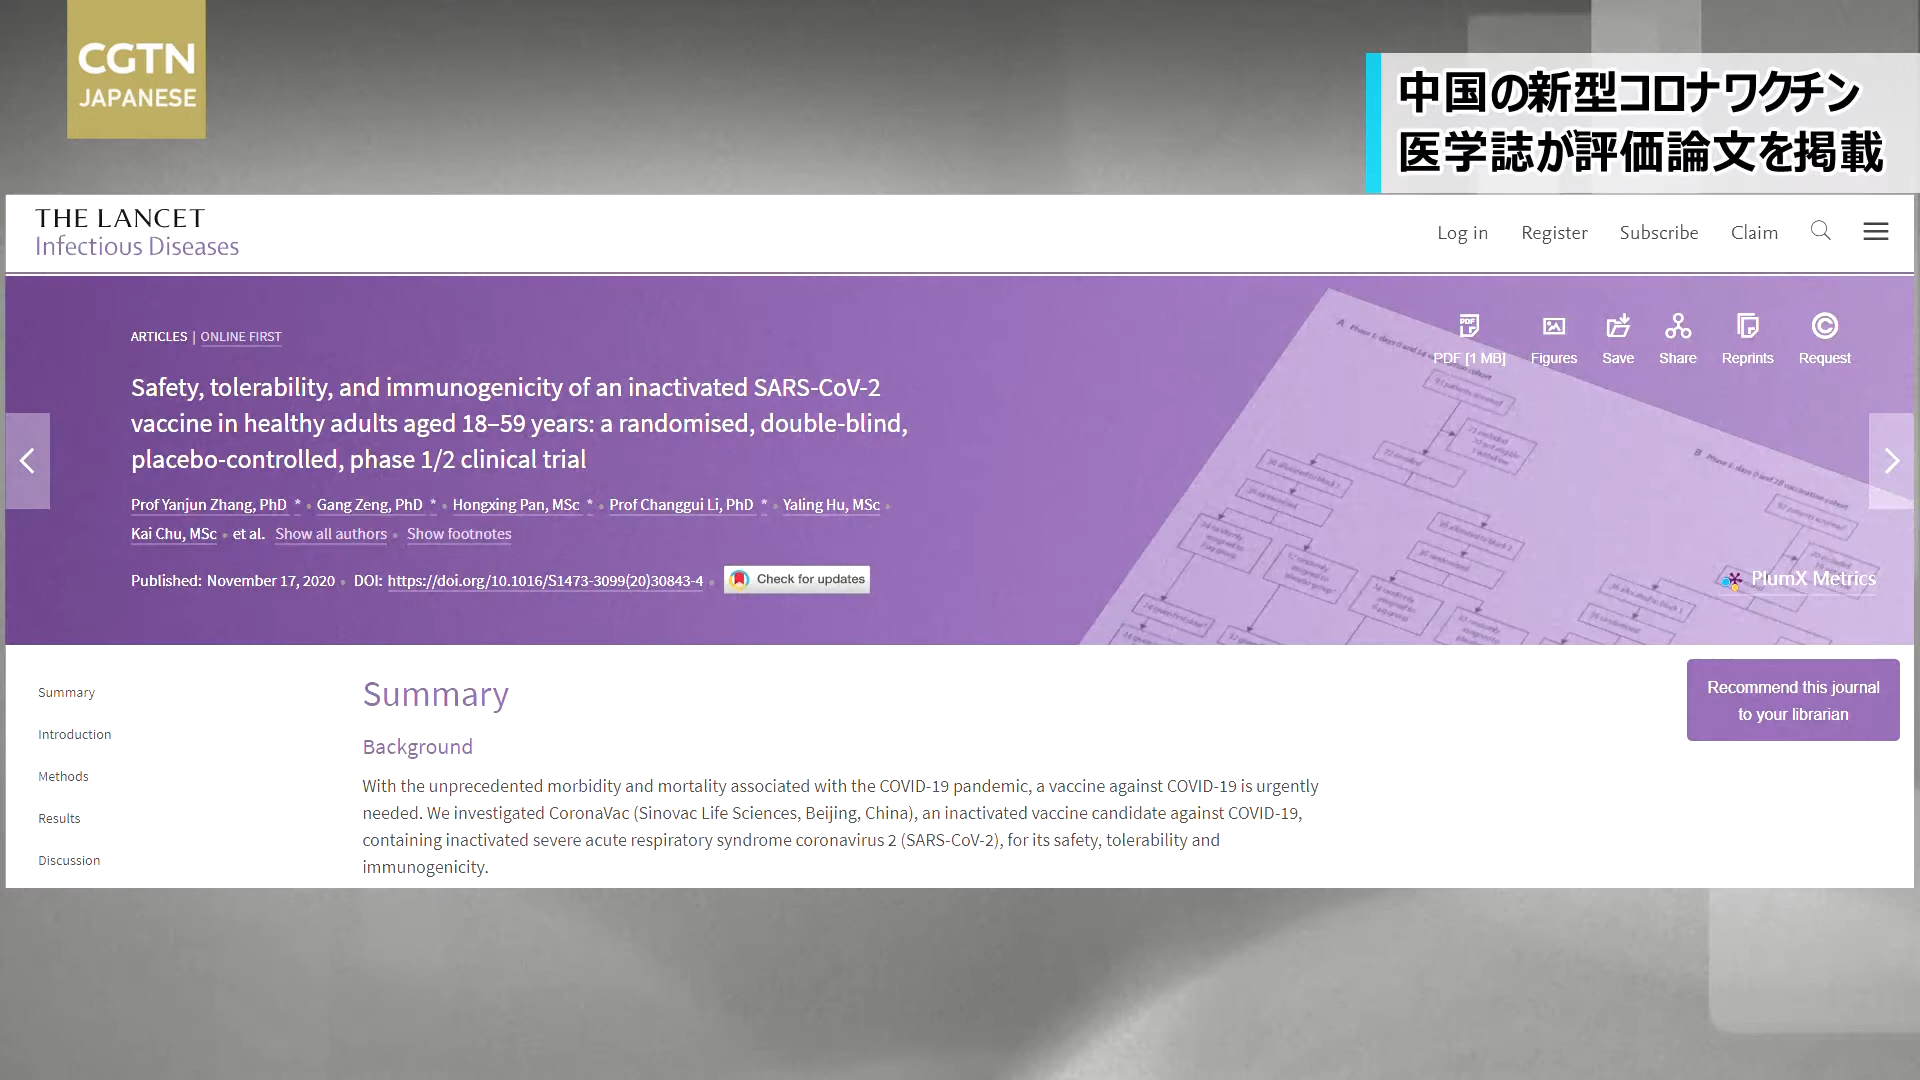 CGTN
JAPANESE
中国の新型コロナワクチン
医学誌が評価論文を掲載
THE LANCET
Infectious Diseases
Log in Register Subscribe Claim
ARTICLES | ONLINE FIRST
PDF [1 MB] Figures Save Share Reprints Request
Safety, tolerability, and immunogenicity of an inactivated SARS-CoV-2
vaccine in healthy adults aged 18–59 years: a randomised, double-blind,
placebo-controlled, phase 1/2 clinical trial
Prof Yanjun Zhang, PhD * • Gang Zeng, PhD * • Hongxing Pan, MSc * • Prof Changgui Li, PhD * • Yaling Hu, MSc •
Kai Chu, MSc • et al. Show all authors • Show footnotes
Published: November 17, 2020 • DOI: https://doi.org/10.1016/S1473-3099(20)30843-4 • Check for updates
PlumX Metrics
Summary
Introduction
Methods
Results
Discussion
Summary
Background
With the unprecedented morbidity and mortality associated with the COVID-19 pandemic, a vaccine against COVID-19 is urgently
needed. We investigated CoronaVac (Sinovac Life Sciences, Beijing, China), an inactivated vaccine candidate against COVID-19,
containing inactivated severe acute respiratory syndrome coronavirus 2 (SARS-CoV-2), for its safety, tolerability and
immunogenicity.
Recommend this journal
to your librarian